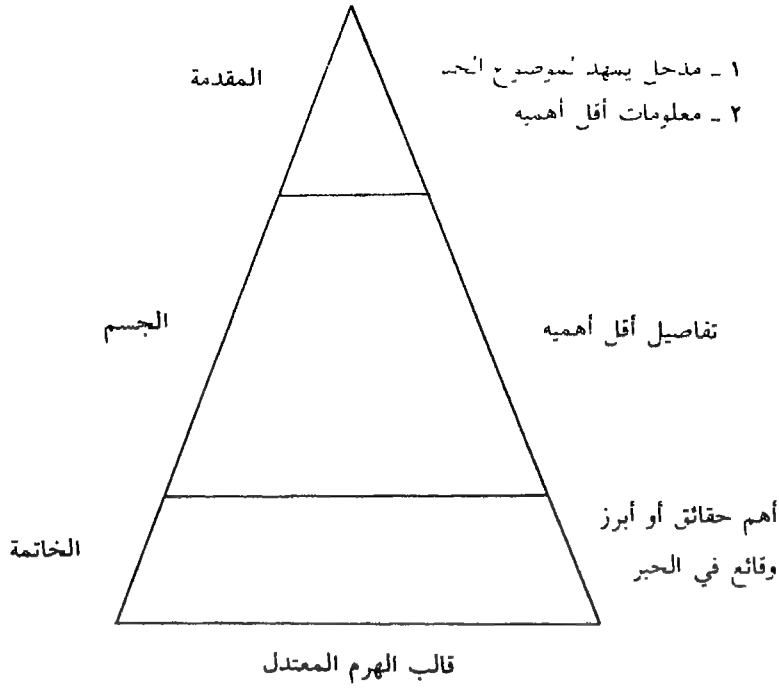 المقدمة
١ - مدخل يمهد لموضوع الخبر
٢ - معلومات أقل أهميه
الجسم
تفاصيل أقل أهميه
أهم حقائق أو أبرز
وقائع في الخبر
الخاتمة
قالب الهرم المعتدل